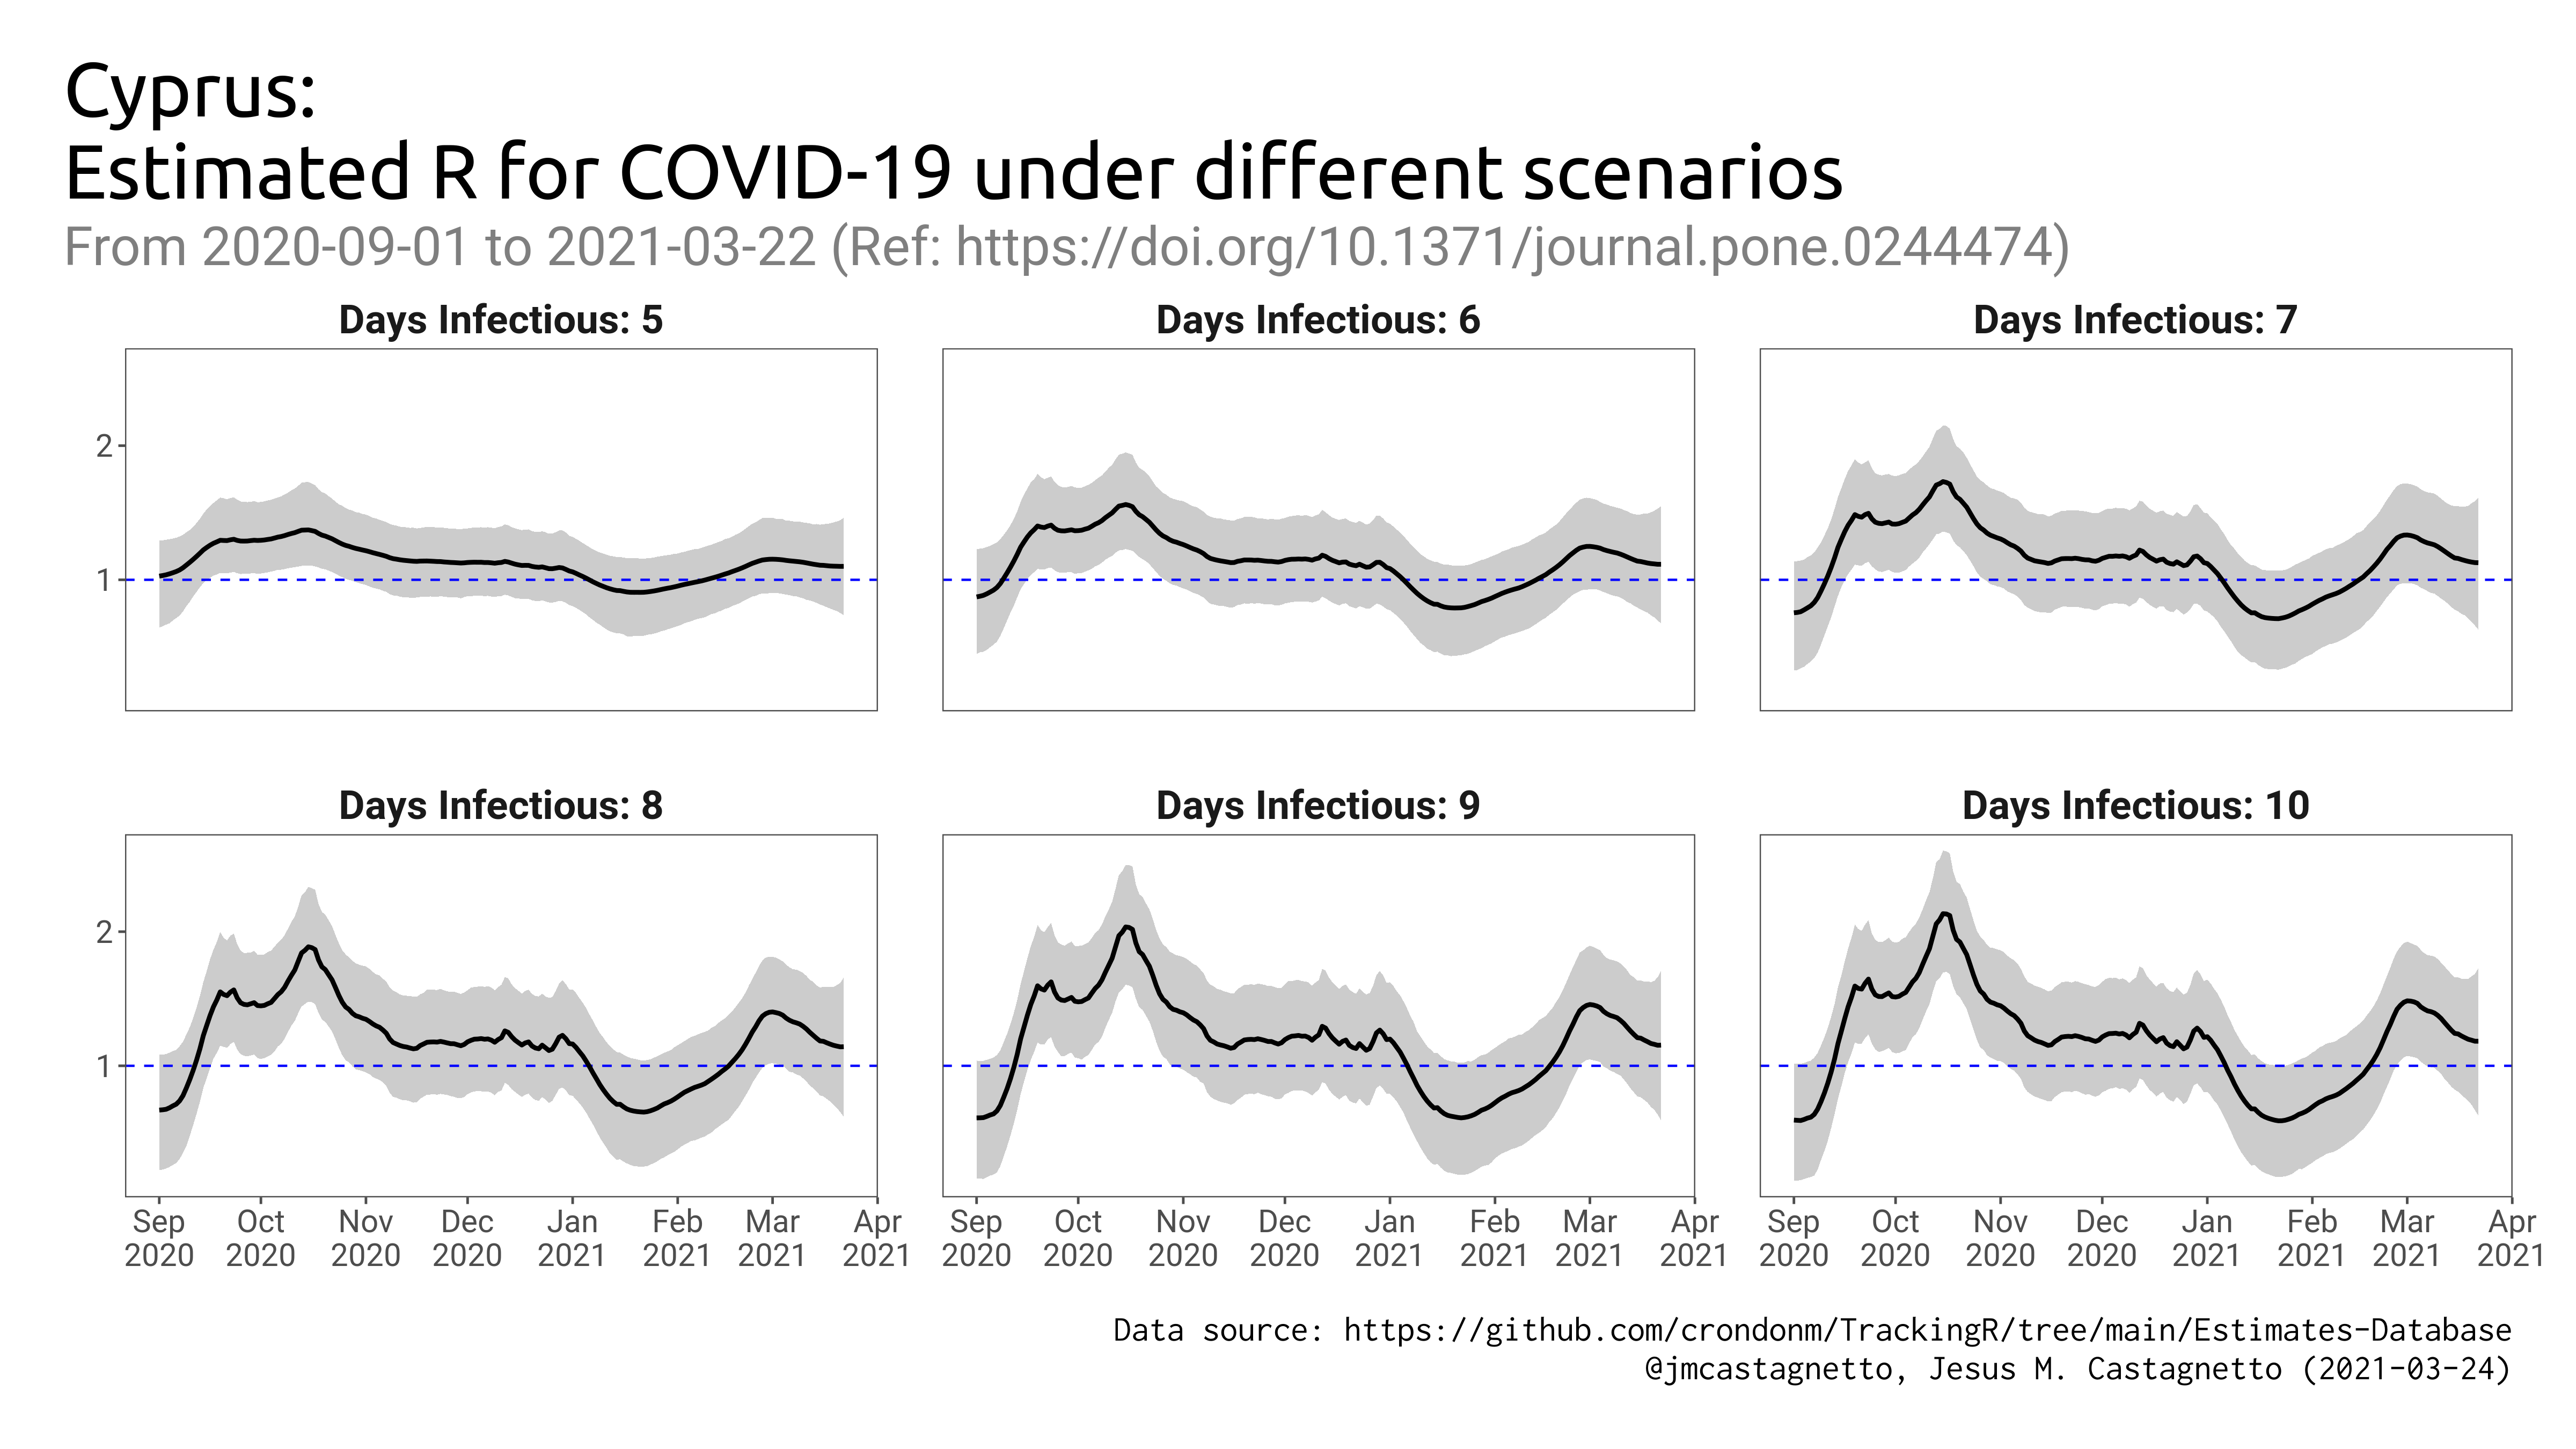 Cyprus:
Estimated R for COVID-19 under different scenarios
From 2020-09-01 to 2021-03-22 (Ref: https://doi.org/10.1371/journal.pone.0244474)
Days Infectious: 5
Days Infectious: 6
Days Infectious: 7
2
1
Days Infectious: 8
Days Infectious: 9
Days Infectious: 10
2
1
Sep Oct Nov Dec Jan Feb Mar Apr
2020 2020 2020 2020 2021 2021 2021 2021
Sep Oct Nov Dec Jan Feb Mar Apr
2020 2020 2020 2020 2021 2021 2021 2021
Sep Oct Nov Dec Jan Feb Mar Apr
2020 2020 2020 2020 2021 2021 2021 2021
Data source: https://github.com/crondonm/TrackingR/tree/main/Estimates-Database
@jmcastagnetto, Jesus M. Castagnetto (2021-03-24)